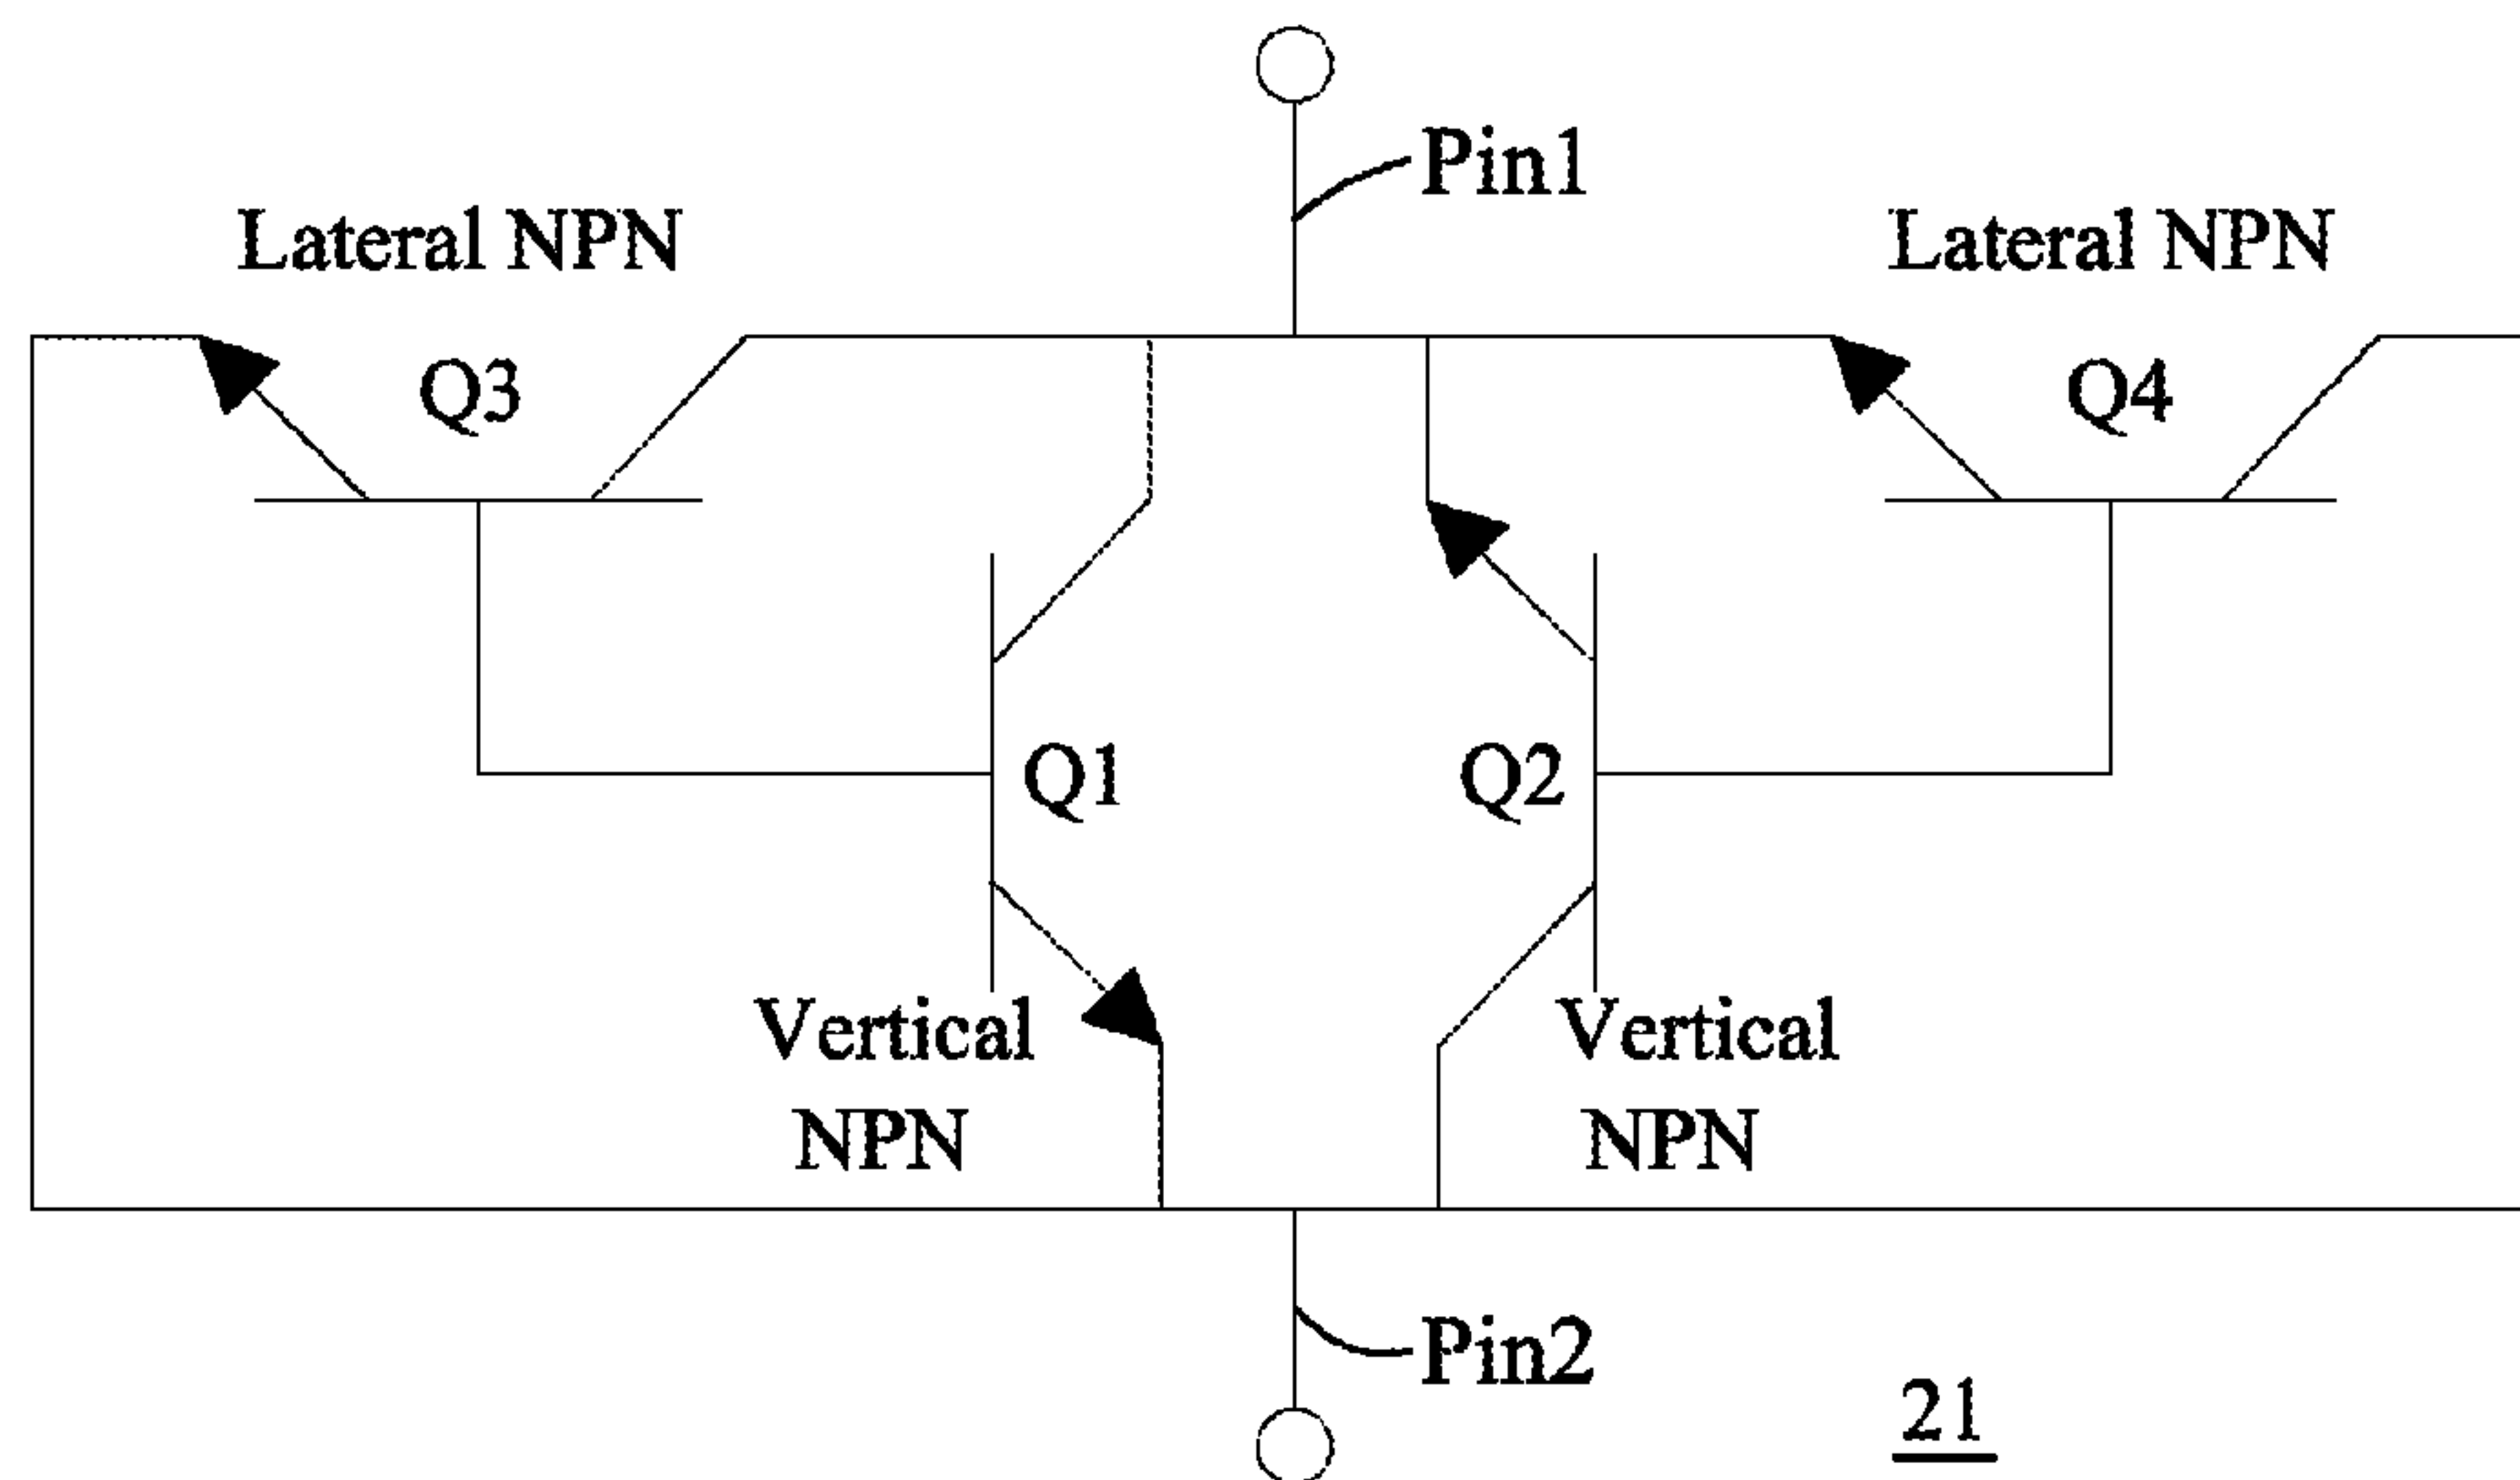 Pin1
Lateral NPN
Lateral NPN
Q3
Q4
Q1
Q2
Vertical
NPN
Vertical
NPN
Pin2
21